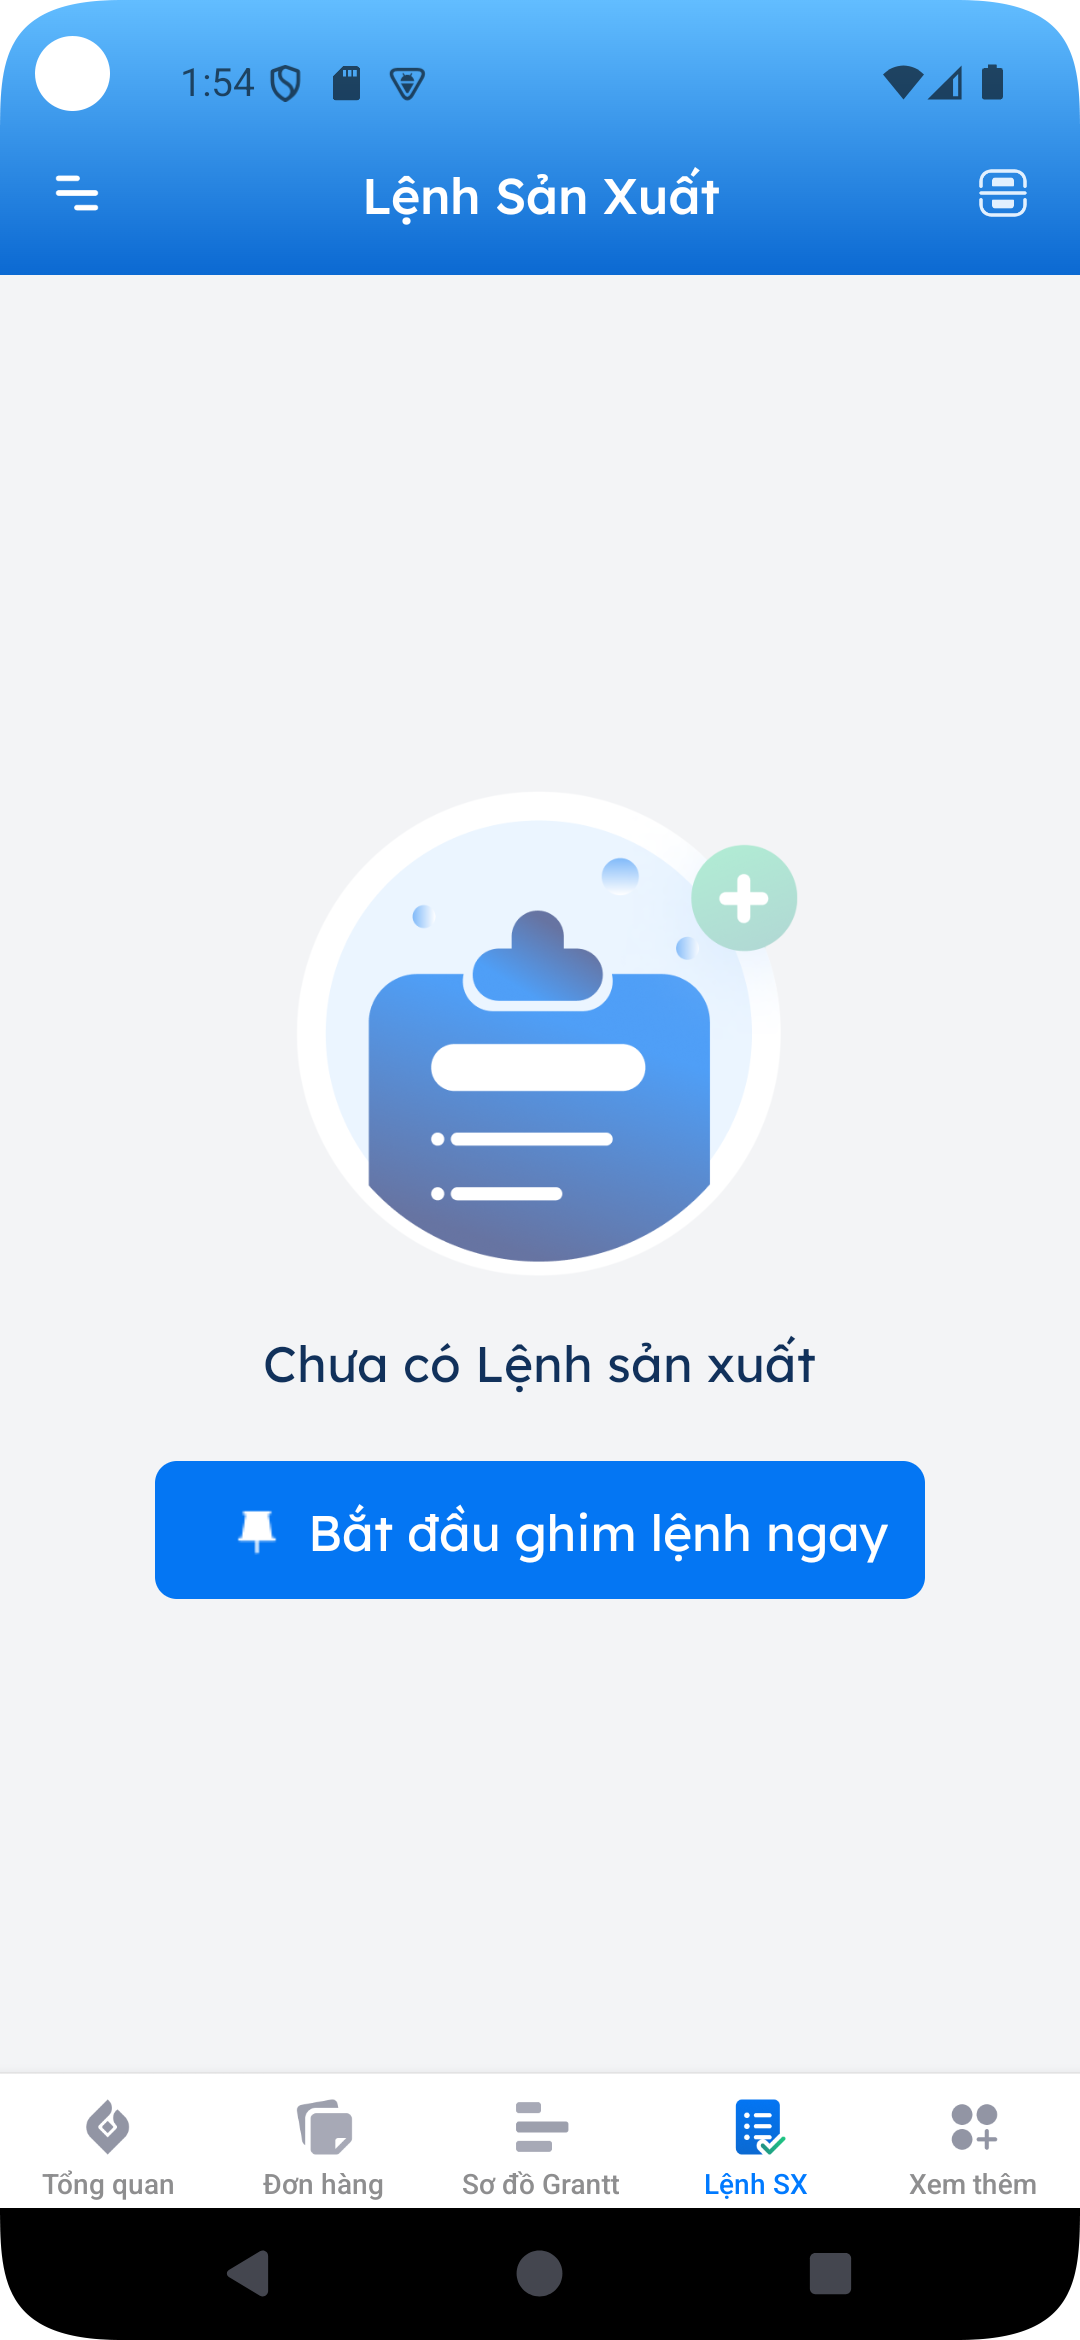 1:54
Lệnh Sản Xuất
Chưa có Lệnh sản xuất
Bắt đầu ghim lệnh ngay
Tổng quan
Đơn hàng
Sơ đồ Grantt
Lệnh SX
Xem thêm